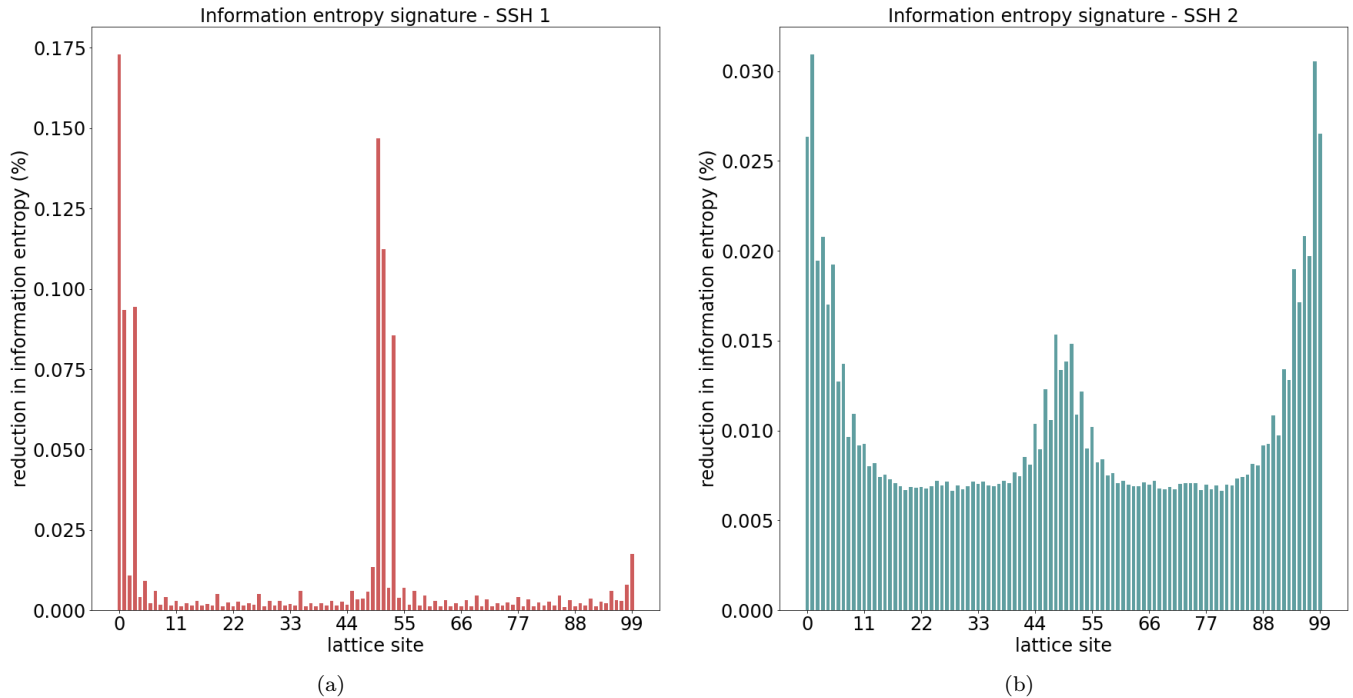 Information entropy signature - SSH 1
reduction in information entropy (%)
0.175
0.150
0.125
0.100
0.075
0.050
0.025
0.000
0 11 22 33 44 55 66 77 88 99
lattice site
(a)
Information entropy signature - SSH 2
reduction in information entropy (%)
0.030
0.025
0.020
0.015
0.010
0.005
0.000
0 11 22 33 44 55 66 77 88 99
lattice site
(b)